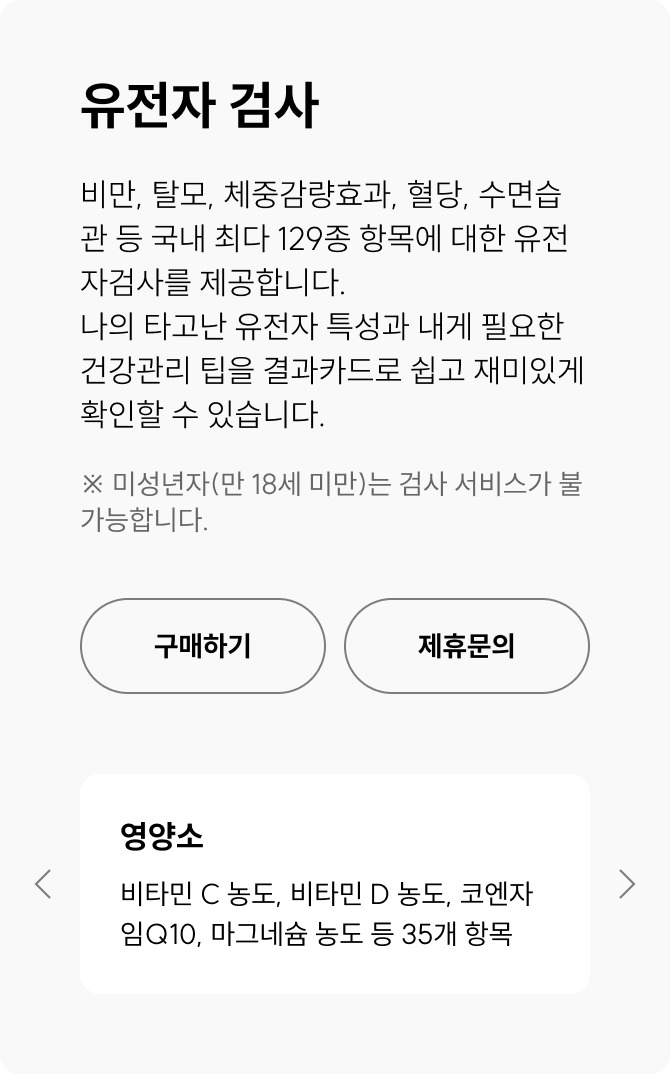 유전자 검사
비만, 탈모, 체중감량효과, 혈당, 수면습
관 등 국내 최다 129종 항목에 대한 유전
자검사를 제공합니다.
나의 타고난 유전자 특성과 내게 필요한
건강관리 팁을 결과카드로 쉽고 재미있게
확인할 수 있습니다.
※ 미성년자(만 18세 미만)는 검사 서비스가 불
가능합니다.
구매하기 제휴문의
영양소
비타민 C 농도, 비타민 D 농도, 코엔자
임Q10, 마그네슘 농도 등 35개 항목